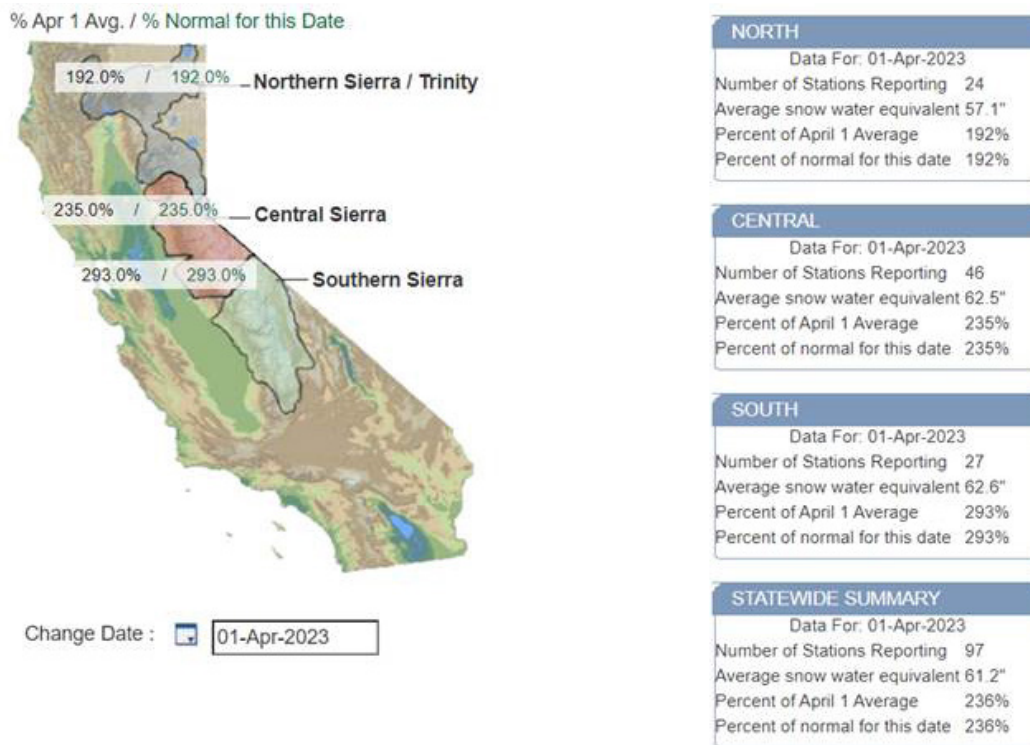 % Apr 1 Avg. / % Normal for this Date
192.0% / 192.0%
Northern Sierra / Trinity
235.0% / 235.0%
Central Sierra
293.0% / 293.0%
Southern Sierra
Change Date :
01-Apr-2023
NORTH
Data For: 01-Apr-2023
Number of Stations Reporting 24
Average snow water equivalent 57.1"
Percent of April 1 Average 192%
Percent of normal for this date 192%
CENTRAL
Data For: 01-Apr-2023
Number of Stations Reporting 46
Average snow water equivalent 62.5"
Percent of April 1 Average 235%
Percent of normal for this date 235%
SOUTH
Data For: 01-Apr-2023
Number of Stations Reporting 27
Average snow water equivalent 62.6"
Percent of April 1 Average 293%
Percent of normal for this date 293%
STATEWIDE SUMMARY
Data For: 01-Apr-2023
Number of Stations Reporting 97
Average snow water equivalent 61.2"
Percent of April 1 Average 236%
Percent of normal for this date 236%